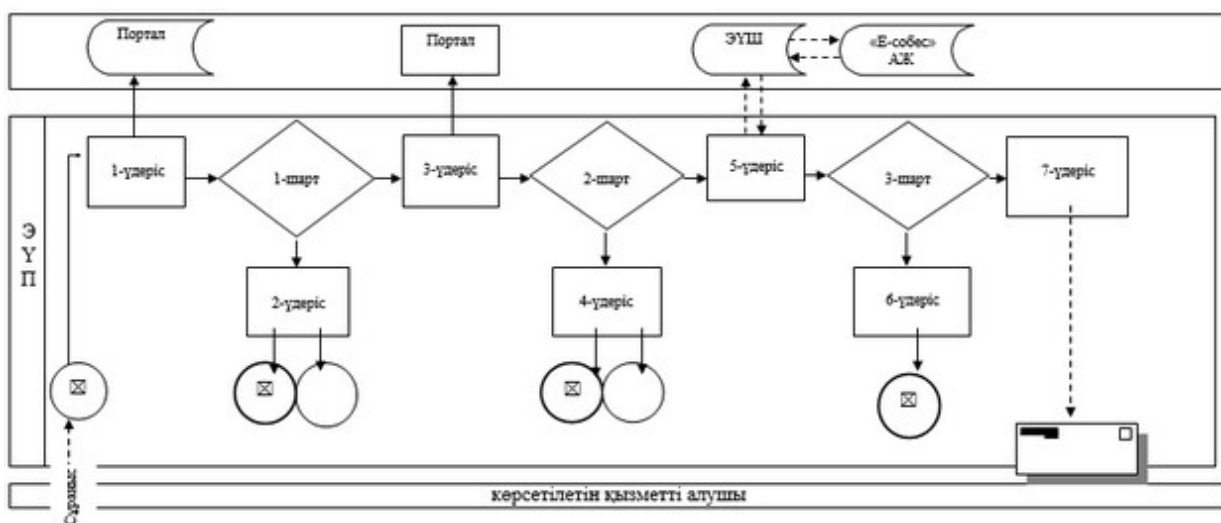 Портал
Портал
ЭҮШ
«Е-собес»
АЖ
1-үдеріс
1-шарт
3-үдеріс
2-шарт
5-үдеріс
3-шарт
7-үдеріс
Э
Ү
П
2-үдеріс
4-үдеріс
6-үдеріс
Сұраныс
көрсетілетін қызметті алушы